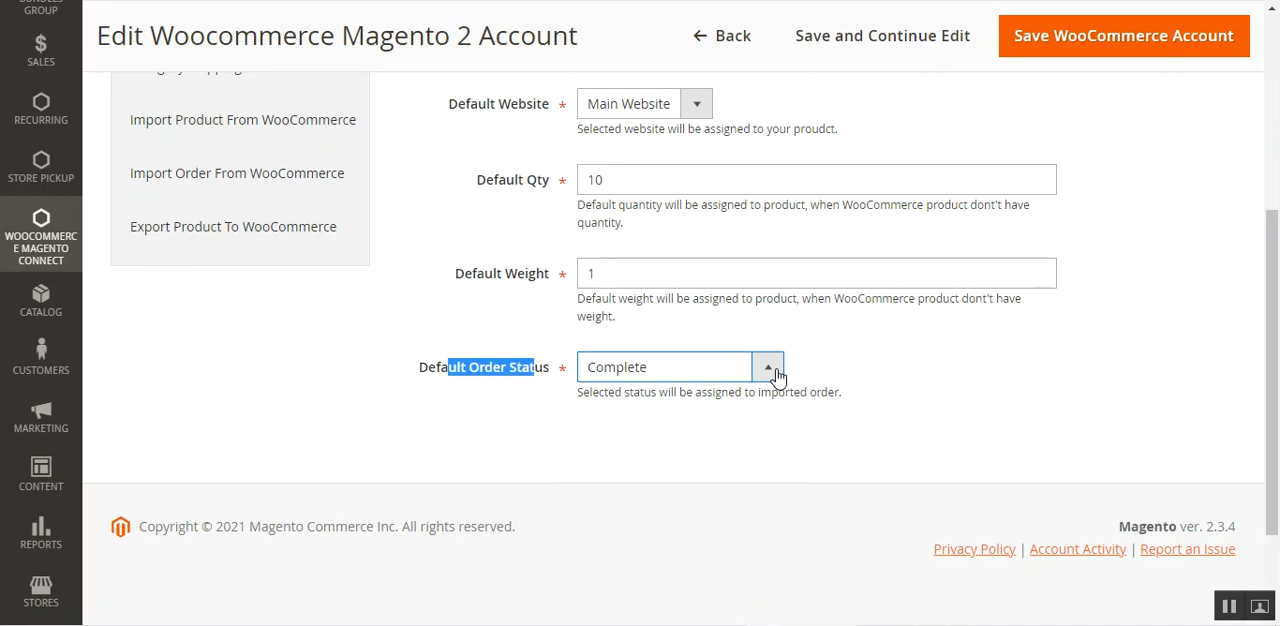 GROUP
Edit Woocommerce Magento 2 Account
← Back
Save and Continue Edit
Save WooCommerce Account
SALES
RECURRING
STORE PICKUP
WOOCOMMERC
E MAGENTO
CONNECT
CATALOG
CUSTOMERS
MARKETING
CONTENT
REPORTS
STORES
Import Product From WooCommerce
Import Order From WooCommerce
Export Product To WooCommerce
Default Website * Main Website
Selected website will be assigned to your proudct.
Default Qty * 10
Default quantity will be assigned to product, when WooCommerce product dont't have
quantity.
Default Weight * 1
Default weight will be assigned to product, when WooCommerce product dont't have
weight.
Default Order Status * Complete
Selected status will be assigned to imported order.
Copyright © 2021 Magento Commerce Inc. All rights reserved.
Magento ver. 2.3.4
Privacy Policy | Account Activity | Report an Issue